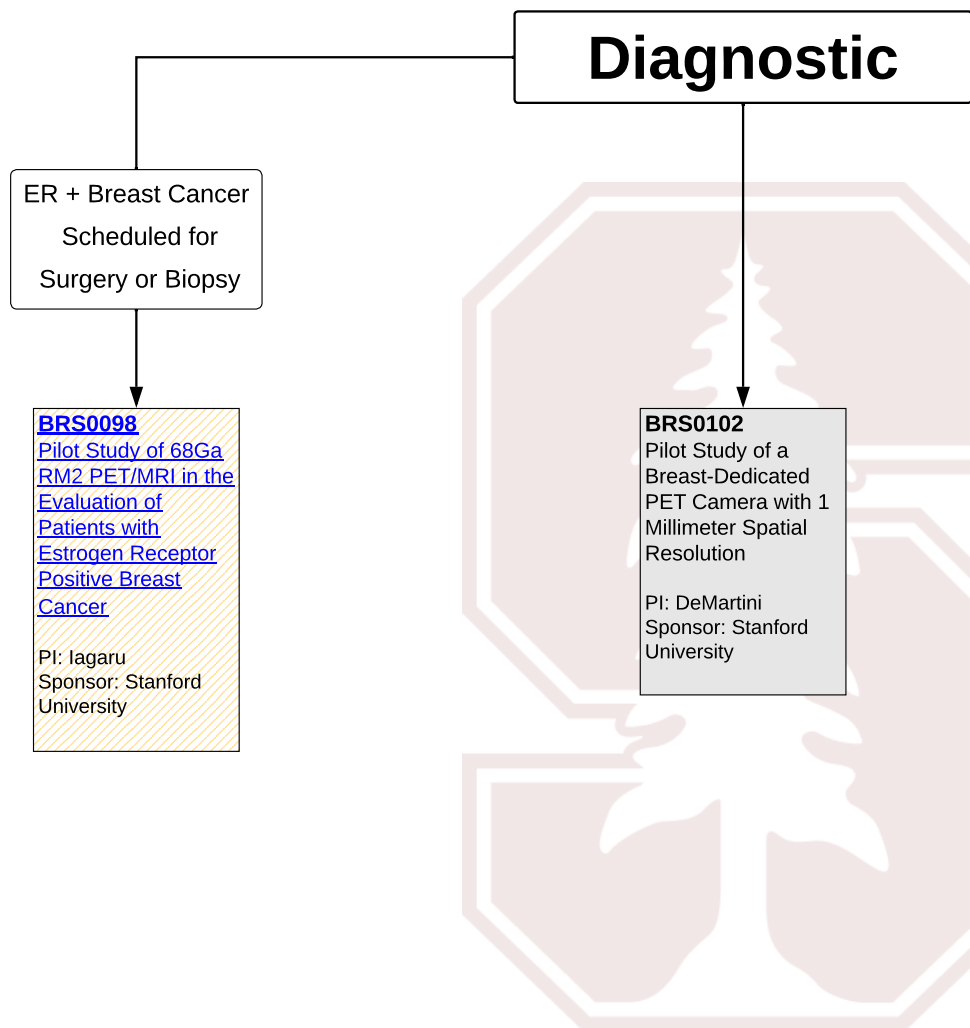 Diagnostic
ER + Breast Cancer
Scheduled for
Surgery or Biopsy
BRS0098
Pilot Study of 68Ga
RM2 PET/MRI in the
Evaluation of
Patients with
Estrogen Receptor
Positive Breast
Cancer
PI: Iagaru
Sponsor: Stanford
University
BRS0102
Pilot Study of a
Breast-Dedicated
PET Camera with 1
Millimeter Spatial
Resolution
PI: DeMartini
Sponsor: Stanford
University